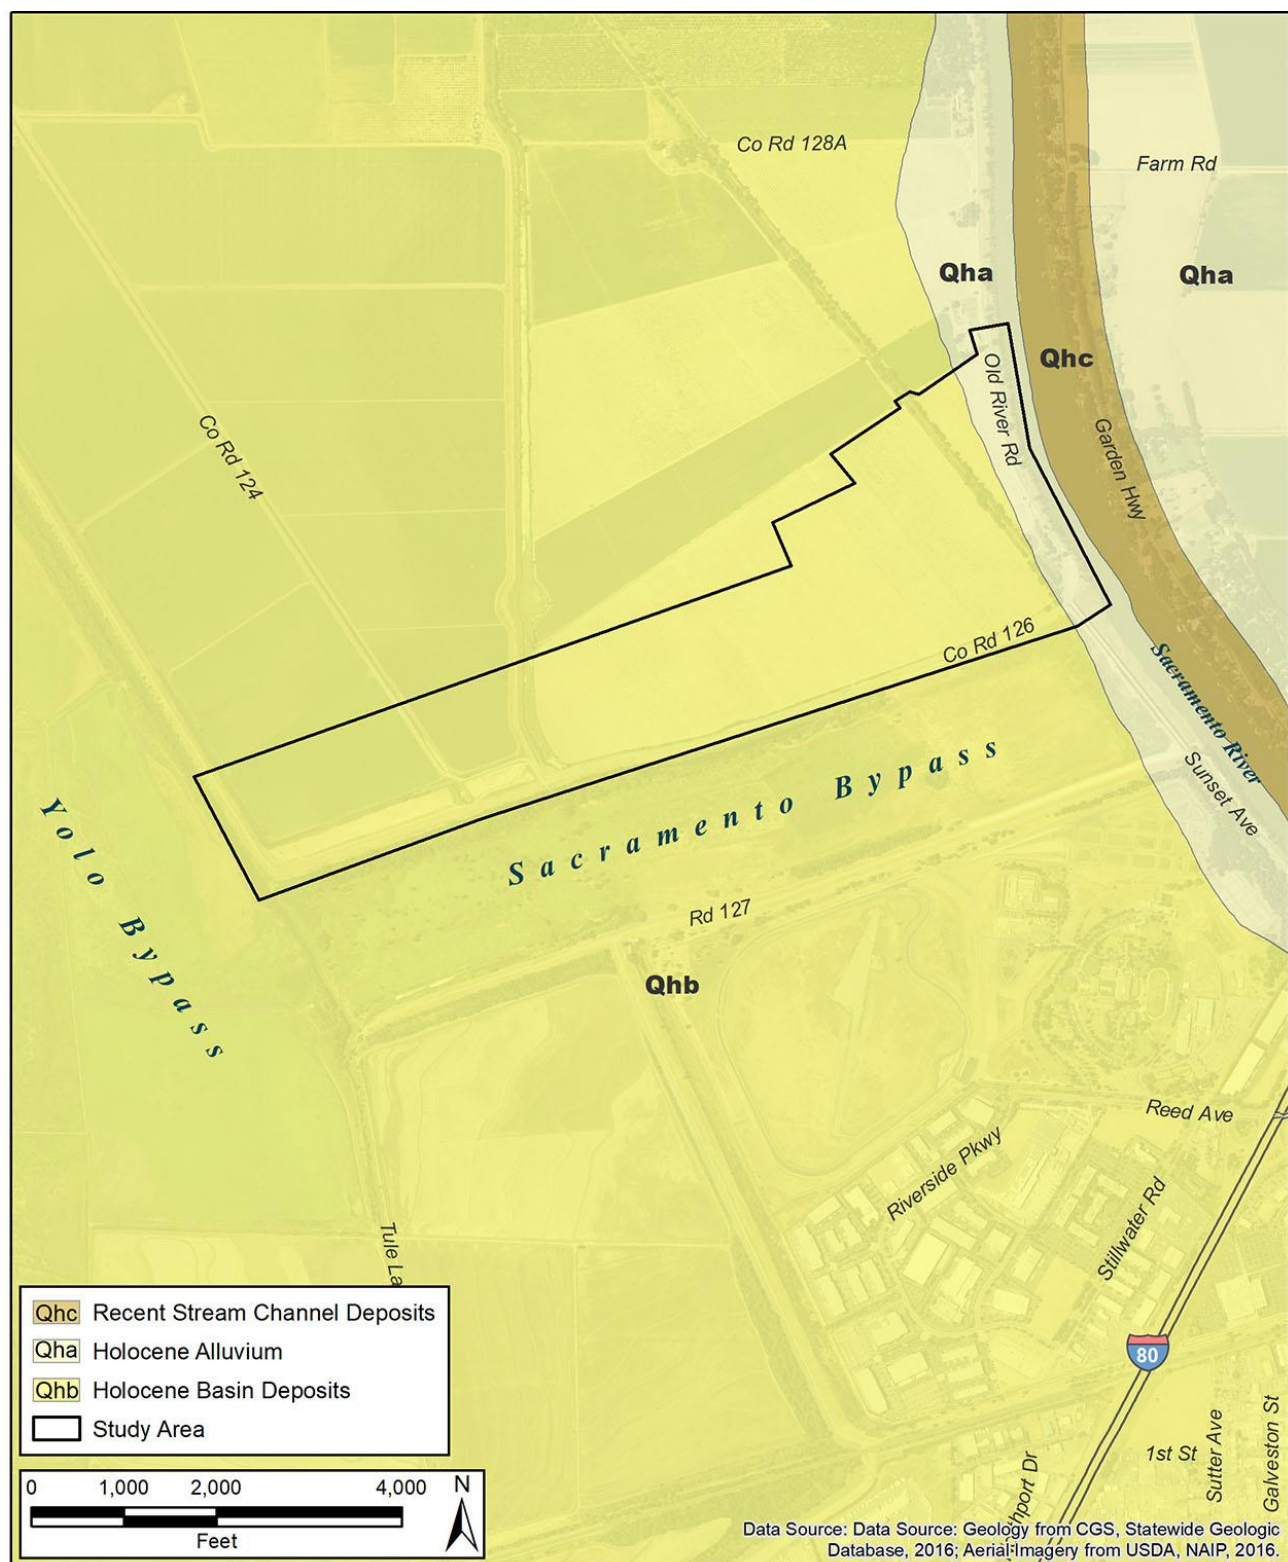 Co Rd 128A
Farm Rd
Qha
Qha
Qhc
Old River Rd
Garden Hwy
Co Rd 124
Co Rd 126
Sacramento River
Sunset Ave
Sacramento Bypass
Yolo Bypass
Rd 127
Qhb
Reed Ave
Riverside Pkwy
Stillwater Rd
Tule La
80
1st St
Sutter Ave
Galveston St
hport Dr
Qhc Recent Stream Channel Deposits
Qha Holocene Alluvium
Qhb Holocene Basin Deposits
Study Area
0 1,000 2,000 4,000
Feet
N
Data Source: Data Source: Geology from CGS, Statewide Geologic
Database, 2016; Aerial Imagery from USDA, NAIP, 2016.